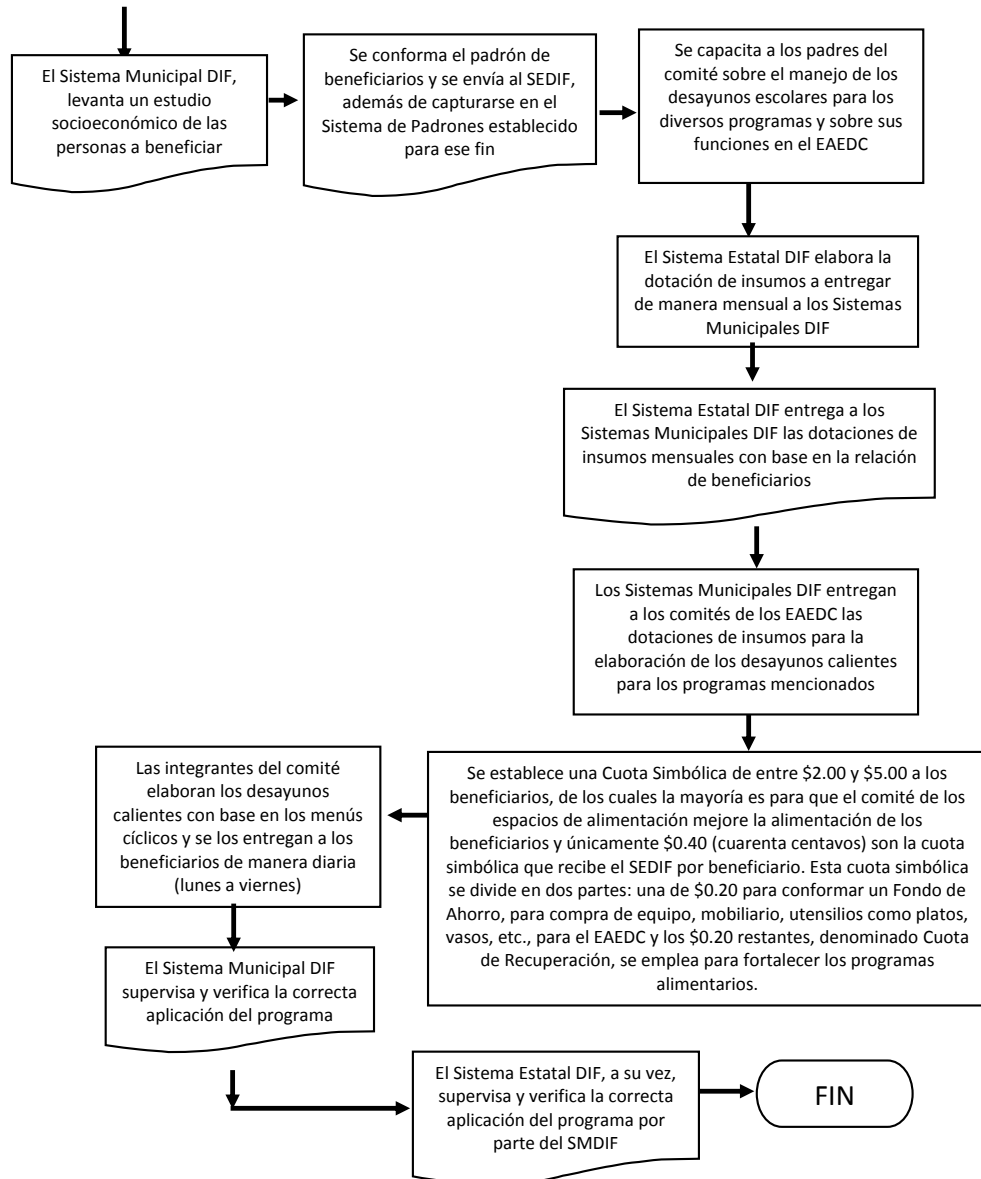 El Sistema Municipal DIF,
levanta un estudio
socioeconómico de las
personas a beneficiar
Se conforma el padrón de
beneficiarios y se envía al SEDIF,
además de capturarse en el
Sistema de Padrones establecido
para ese fin
Se capacita a los padres del
comité sobre el manejo de los
desayunos escolares para los
diversos programas y sobre sus
funciones en el EAEDC
El Sistema Estatal DIF elabora la
dotación de insumos a entregar
de manera mensual a los Sistemas
Municipales DIF
El Sistema Estatal DIF entrega a los
Sistemas Municipales DIF las dotaciones de
insumos mensuales con base en la relación
de beneficiarios
Los Sistemas Municipales DIF entregan
a los comités de los EAEDC las
dotaciones de insumos para la
elaboración de los desayunos calientes
para los programas mencionados
Se establece una Cuota Simbólica de entre $2.00 y $5.00 a los
beneficiarios, de los cuales la mayoría es para que el comité de los
espacios de alimentación mejore la alimentación de los
beneficiarios y únicamente $0.40 (cuarenta centavos) son la cuota
simbólica que recibe el SEDIF por beneficiario. Esta cuota simbólica
se divide en dos partes: una de $0.20 para conformar un Fondo de
Ahorro, para compra de equipo, mobiliario, utensilios como platos,
vasos, etc., para el EAEDC y los $0.20 restantes, denominado Cuota
de Recuperación, se emplea para fortalecer los programas
alimentarios.
Las integrantes del comité
elaboran los desayunos
calientes con base en los menús
cíclicos y se los entregan a los
beneficiarios de manera diaria
(lunes a viernes)
El Sistema Municipal DIF
supervisa y verifica la correcta
aplicación del programa
El Sistema Estatal DIF, a su vez,
supervisa y verifica la correcta
aplicación del programa por
parte del SMDIF
FIN